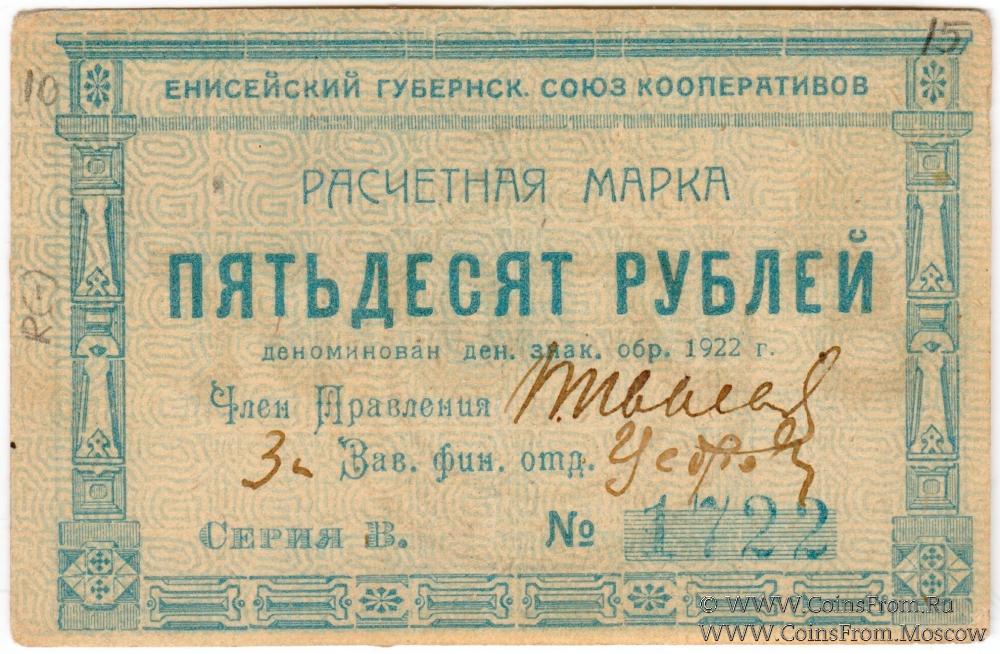 10
15
ЕНИСЕЙСКИЙ ГУБЕРНСК. СОЮЗ КООПЕРАТИВОВ
РАСЧЕТНАЯ МАРКА
ПЯТЬДЕСЯТ РУБЛЕЙ
R(-)
деноминован ден. знак. обр. 1922 г.
Член Правления
За Зав. фин. отд.
Серия В. № 1722
© WWW.CoinsFrom.Ru
WWW.CoinsFrom.Moscow